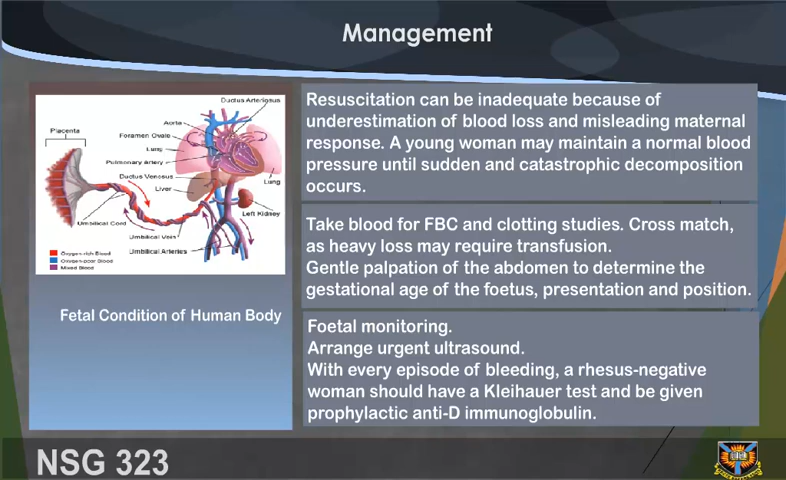 Management
Ductus Arteriosus
Aorta
Placenta
Foramen Ovale
Lung
Pulmonary Artery
Ductus Venosus
Lung
Liver
Left Kidney
Umbilical Cord
Umbilical Vein
Umbilical Arteries
Oxygen-rich Blood
Oxygen-poor Blood
Mixed Blood
Fetal Condition of Human Body
Resuscitation can be inadequate because of
underestimation of blood loss and misleading maternal
response. A young woman may maintain a normal blood
pressure until sudden and catastrophic decomposition
occurs.
Take blood for FBC and clotting studies. Cross match,
as heavy loss may require transfusion.
Gentle palpation of the abdomen to determine the
gestational age of the foetus, presentation and position.
Foetal monitoring.
Arrange urgent ultrasound.
With every episode of bleeding, a rhesus-negative
woman should have a Kleihauer test and be given
prophylactic anti-D immunoglobulin.
NSG 323